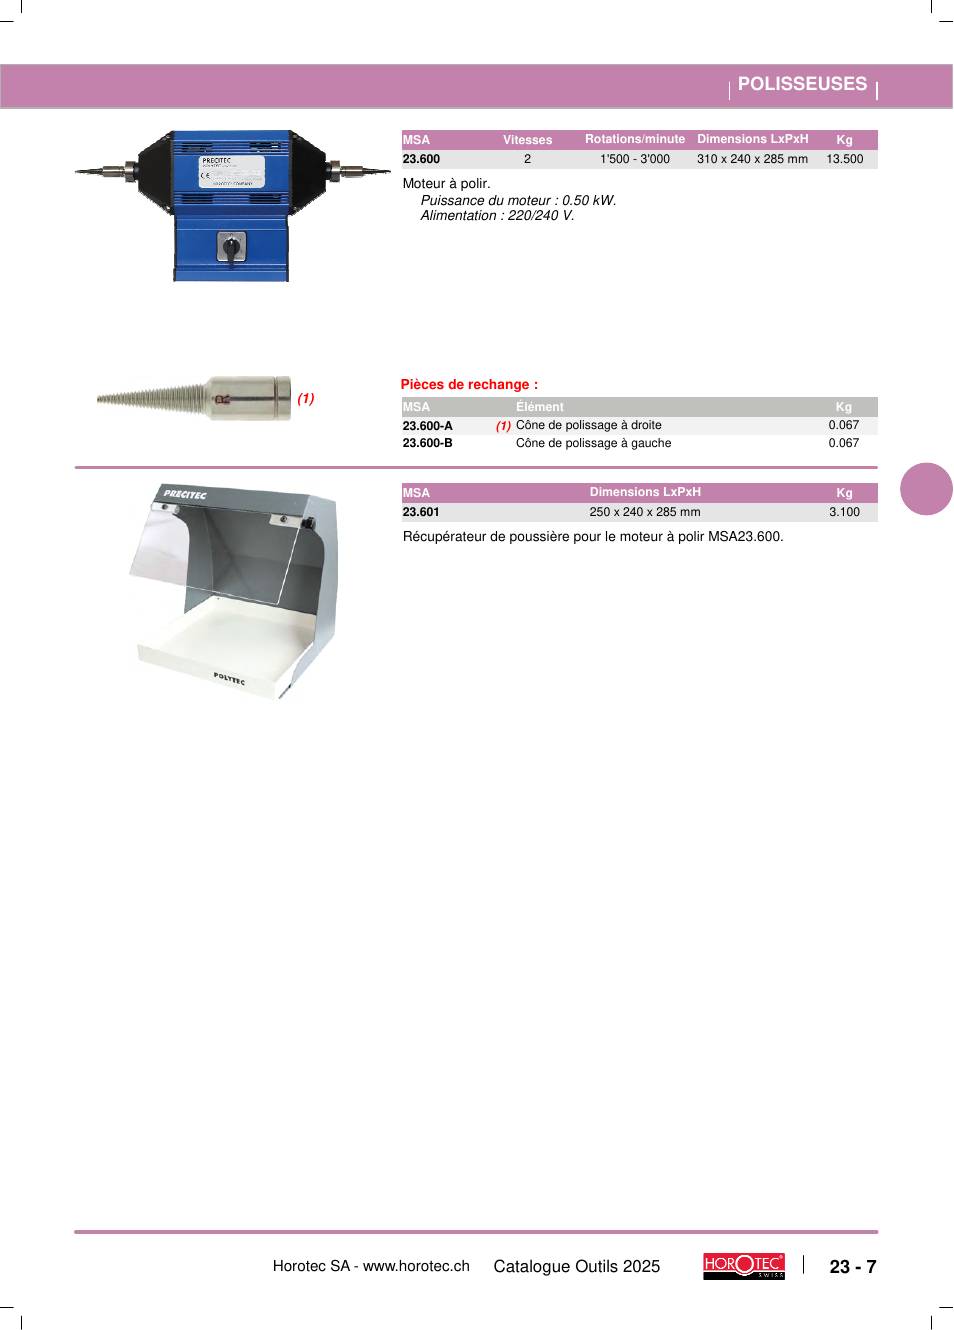 POLISSEUSES
PRECITEC
HOROTEC COMPANY
MSA Vitesses Rotations/minute Dimensions LxPxH Kg
23.600 2 1'500 - 3'000 310 x 240 x 285 mm 13.500
Moteur à polir.
Puissance du moteur : 0.50 kW.
Alimentation : 220/240 V.
(1)
Pièces de rechange :
MSA Élément Kg
23.600-A (1) Cône de polissage à droite 0.067
23.600-B Cône de polissage à gauche 0.067
PRECITEC
POLYTEC
MSA Dimensions LxPxH Kg
23.601 250 x 240 x 285 mm 3.100
Récupérateur de poussière pour le moteur à polir MSA23.600.
Horotec SA - www.horotec.ch Catalogue Outils 2025 HOROTEC SWISS 23 - 7